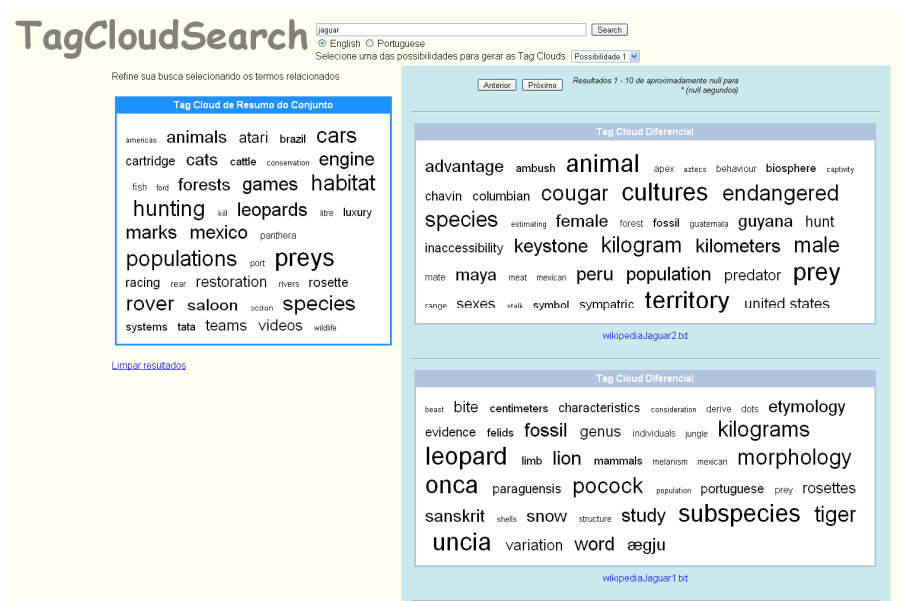 TagCloudSearch
jaguar Search
English Portuguese
Selecione uma das possibilidades para gerar as Tag Clouds. Possibilidade 1
Refine sua busca selecionando os termos relacionados
Tag Cloud de Resumo do Conjunto
americas animals atari brazil cars
cartridge cats cattle conservation engine
fish ford forests games habitat
hunting kill leopards litre luxury
marks mexico panthera
populations port preys
racing rear restoration rivers rosette
rover saloon sedan species
systems tata teams videos wildlife
Limpar resultados
Anterior Próximo
Resultados 1 - 10 de aproximadamente null para
* (null segundos)
Tag Cloud Diferencial
advantage ambush animal apex aztecs behaviour biosphere captivity
chavin columbian cougar cultures endangered
species estimating female forest fossil guatemala guyana hunt
inaccessibility keystone kilogram kilometers male
mate maya meat mexican peru population predator prey
range sexes stalk symbol sympatric territory united states
wikipediaJaguar2.txt
Tag Cloud Diferencial
beast bite centimeters characteristics consideration derive dots etymology
evidence felids fossil genus individuals jungle kilograms
leopard limb lion mammals melanism mexican morphology
onca paraguensis pocock population portuguese prey rosettes
sanskrit shells snow structure study subspecies tiger
uncia variation word ægju
wikipediaJaguar1.txt